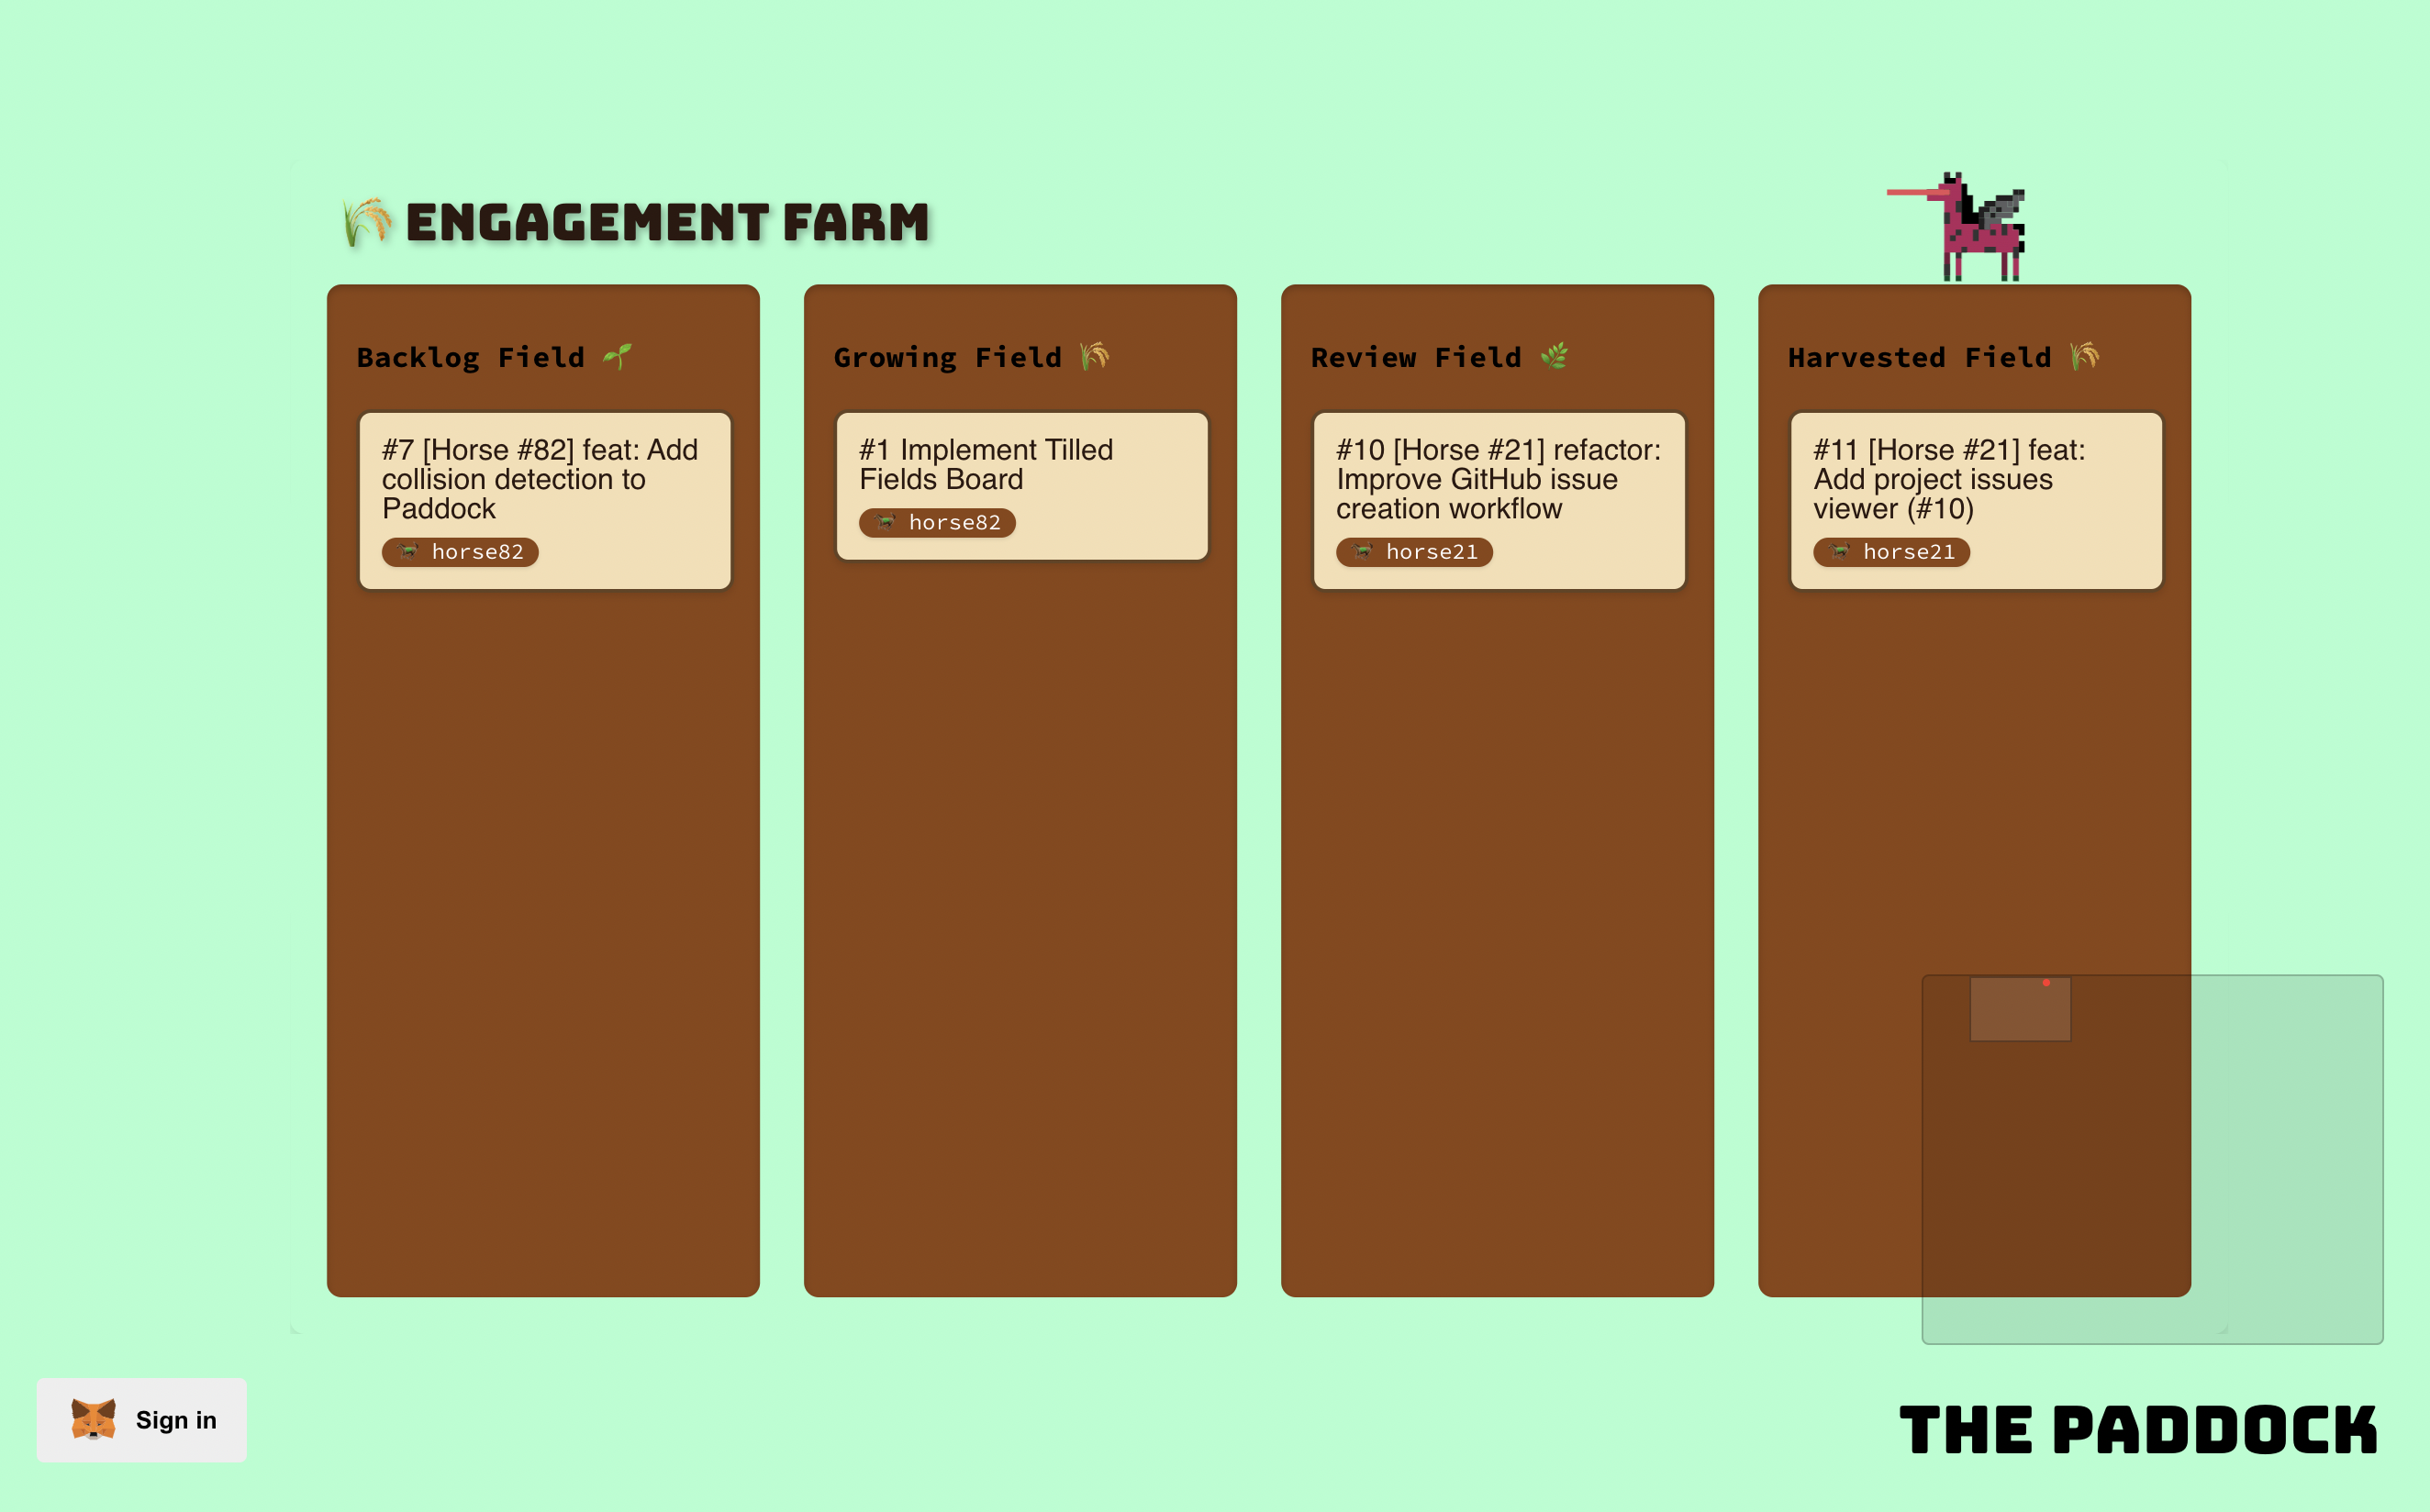 ENGAGEMENT FARM
Backlog Field
#7 [Horse #82] feat: Add
collision detection to
Paddock
horse82
Growing Field
#1 Implement Tilled
Fields Board
horse82
Review Field
#10 [Horse #21] refactor:
Improve GitHub issue
creation workflow
horse21
Harvested Field
#11 [Horse #21] feat:
Add project issues
viewer (#10)
horse21
Sign in
THE PADDOCK